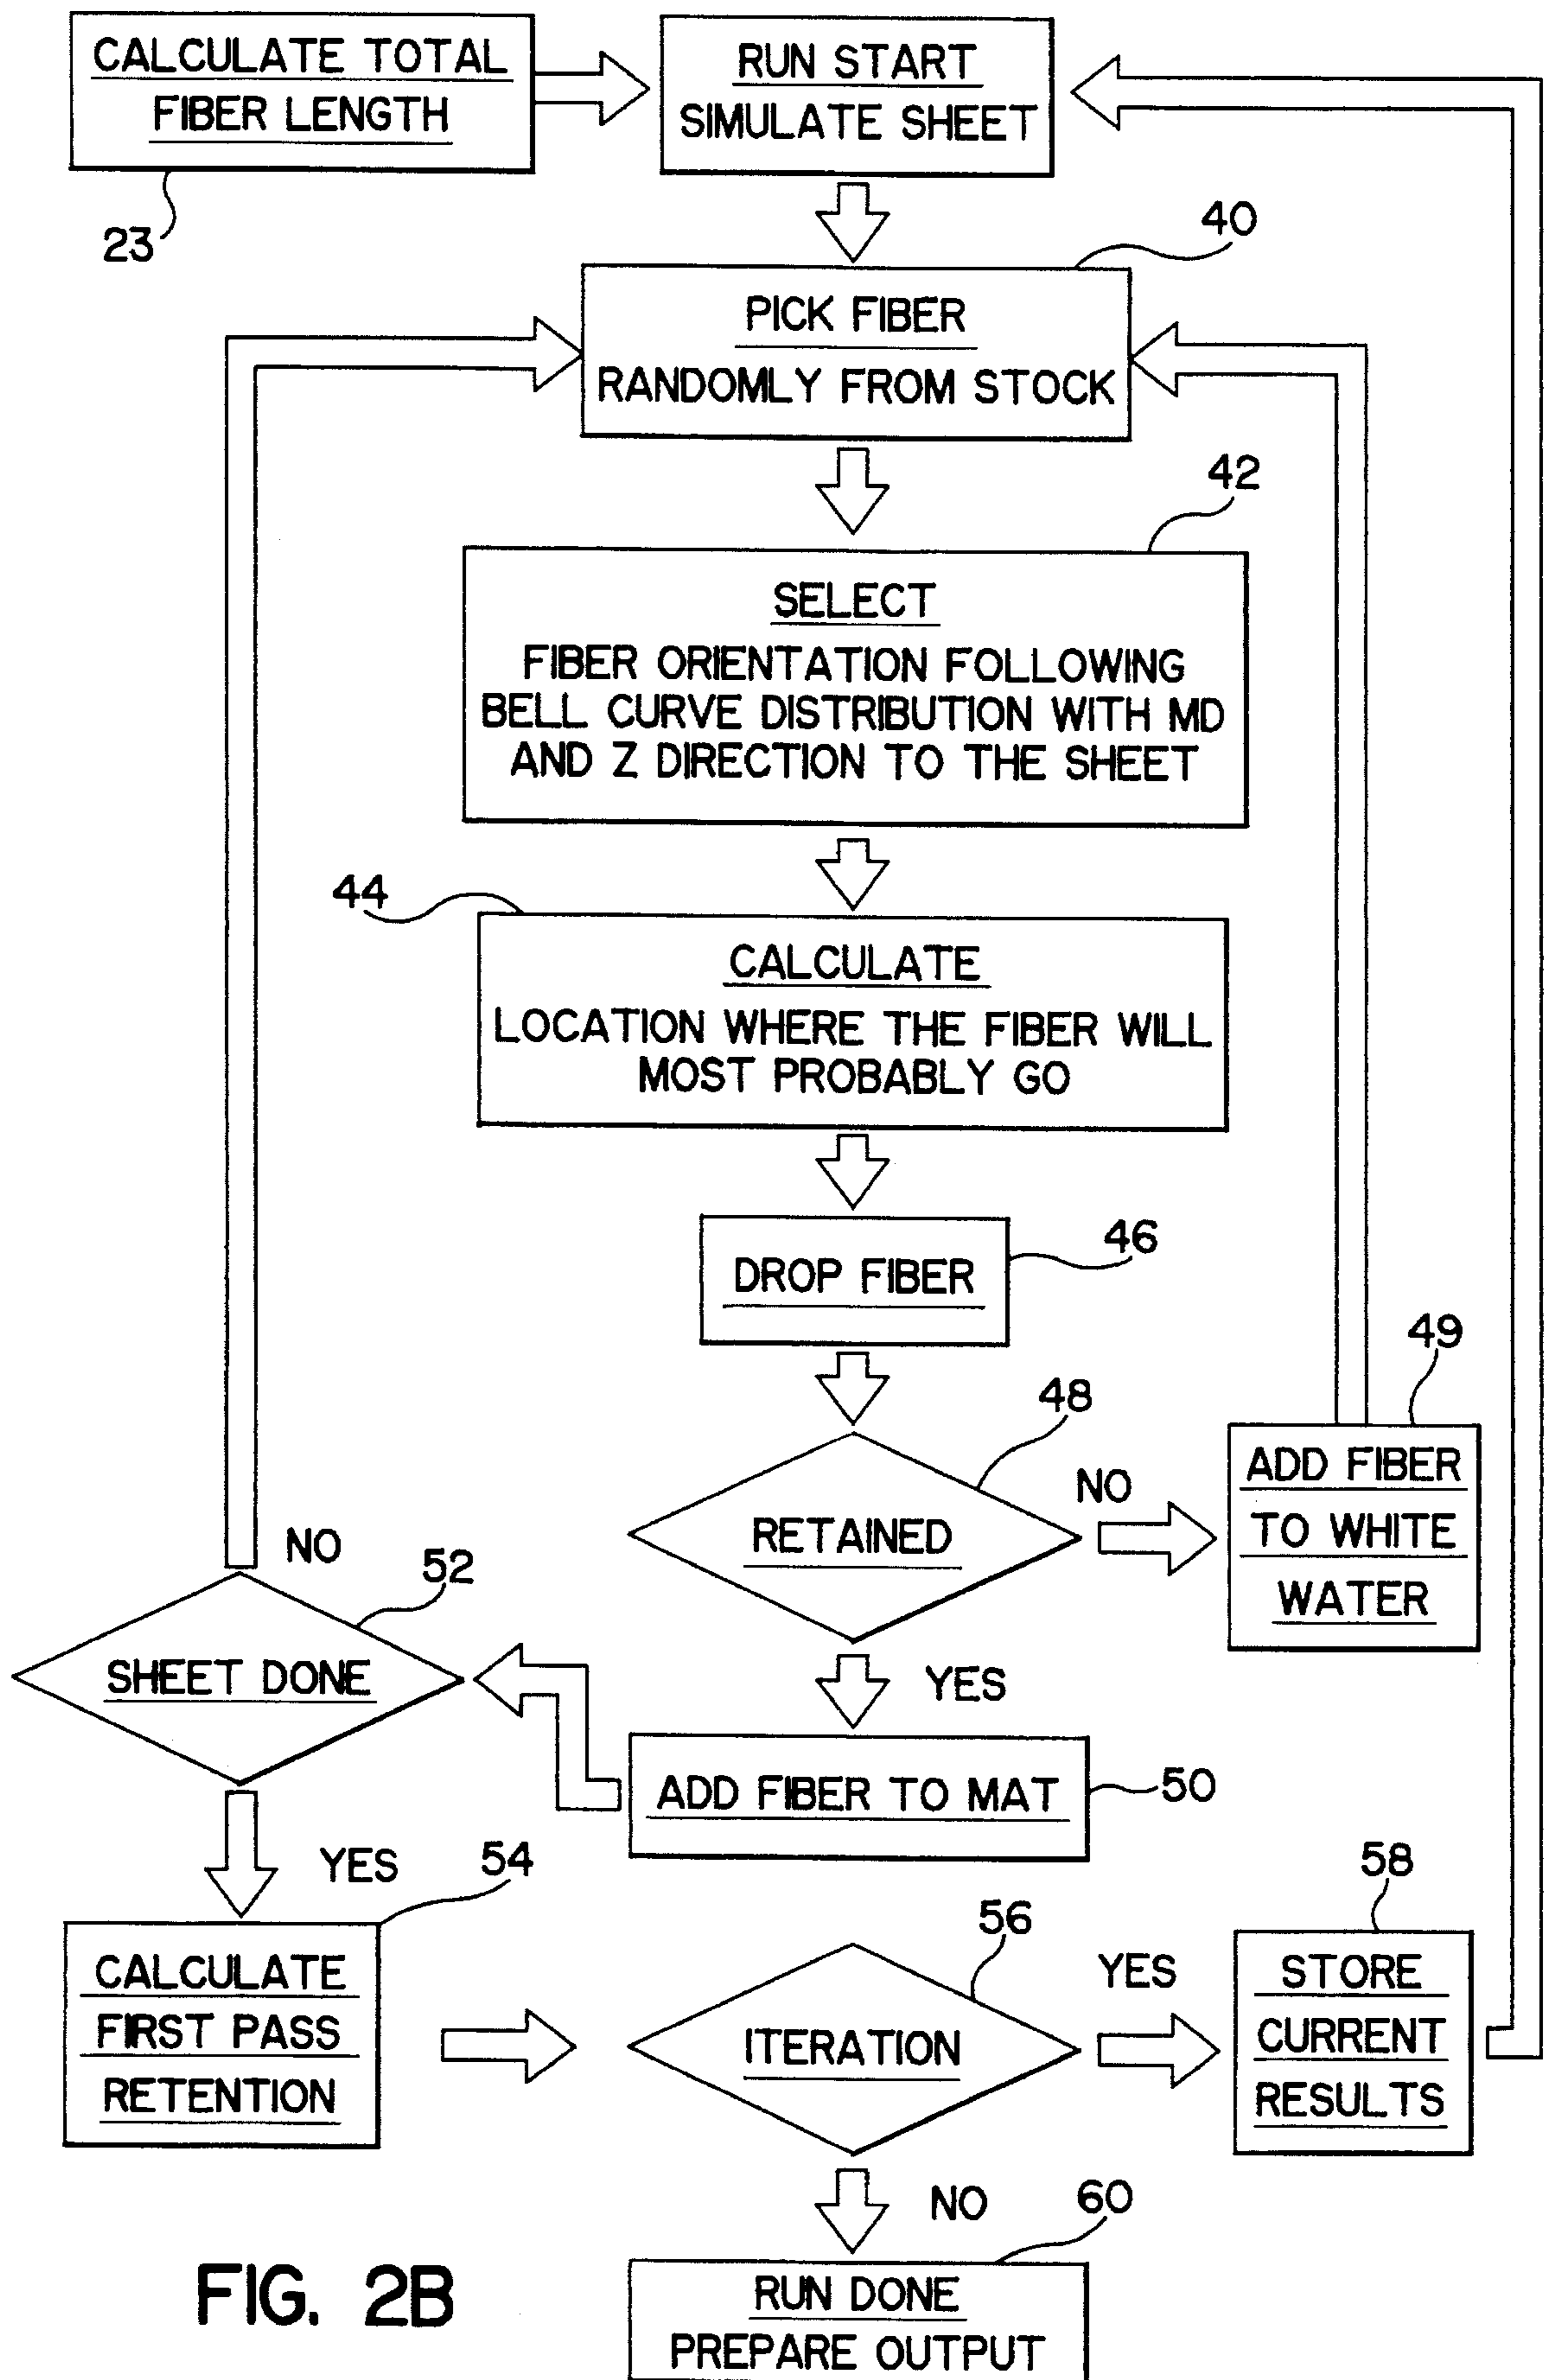 CALCULATE TOTAL
FIBER LENGTH
23
RUN START
SIMULATE SHEET
40
PICK FIBER
RANDOMLY FROM STOCK
42
SELECT
FIBER ORIENTATION FOLLOWING
BELL CURVE DISTRIBUTION WITH MD
AND Z DIRECTION TO THE SHEET
44
CALCULATE
LOCATION WHERE THE FIBER WILL
MOST PROBABLY GO
46
DROP FIBER
48
RETAINED
NO
49
ADD FIBER
TO WHITE
WATER
YES
50
ADD FIBER TO MAT
52
SHEET DONE
NO
YES
54
CALCULATE
FIRST PASS
RETENTION
56
ITERATION
YES
58
STORE
CURRENT
RESULTS
NO
60
RUN DONE
PREPARE OUTPUT
FIG. 2B